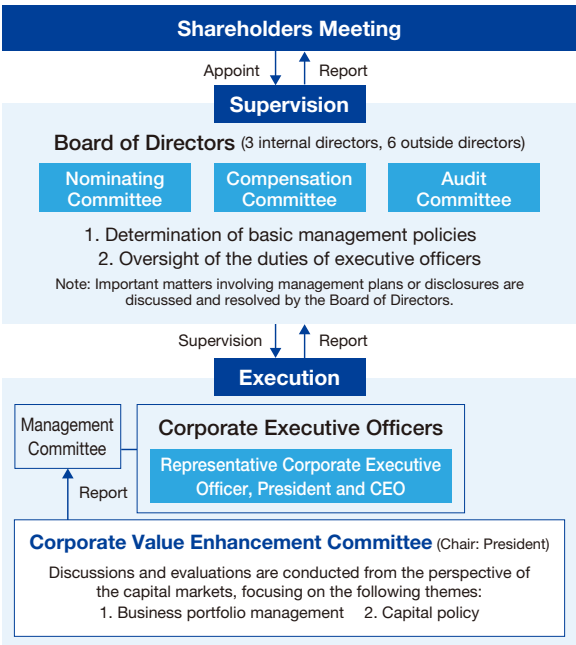 Shareholders Meeting
Appoint
Report
Supervision
Board of Directors (3 internal directors, 6 outside directors)
Nominating
Committee
Compensation
Committee
Audit
Committee
1. Determination of basic management policies
2. Oversight of the duties of executive officers
Note: Important matters involving management plans or disclosures are
discussed and resolved by the Board of Directors.
Supervision
Report
Execution
Management
Committee
Corporate Executive Officers
Representative Corporate Executive
Officer, President and CEO
Report
Corporate Value Enhancement Committee (Chair: President)
Discussions and evaluations are conducted from the perspective of
the capital markets, focusing on the following themes:
1. Business portfolio management 2. Capital policy